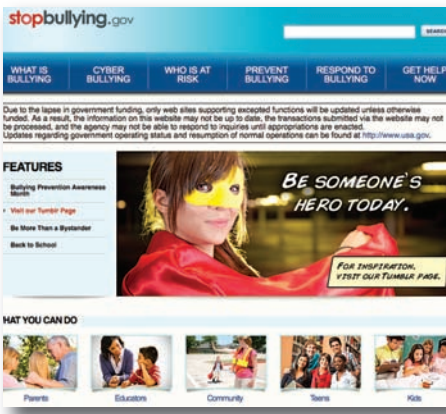 stopbullying.gov
SEARCH
WHAT IS BULLYING
CYBER BULLYING
WHO IS AT RISK
PREVENT BULLYING
RESPOND TO BULLYING
GET HELP NOW
Due to the lapse in government funding, only web sites supporting excepted functions will be updated unless otherwise
funded. As a result, the information on this website may not be up to date, the transactions submitted via the website may not
be processed, and the agency may not be able to respond to inquiries until appropriations are enacted.
Updates regarding government operating status and resumption of normal operations can be found at http://www.usa.gov.
FEATURES
Bullying Prevention Awareness
Month
Visit our Tumblr Page
Be More Than a Bystander
Back to School
BE SOMEONE'S
HERO TODAY.
FOR INSPIRATION,
VISIT OUR TUMBLR PAGE.
HAT YOU CAN DO
Parents
Educators
Community
Teens
Kids